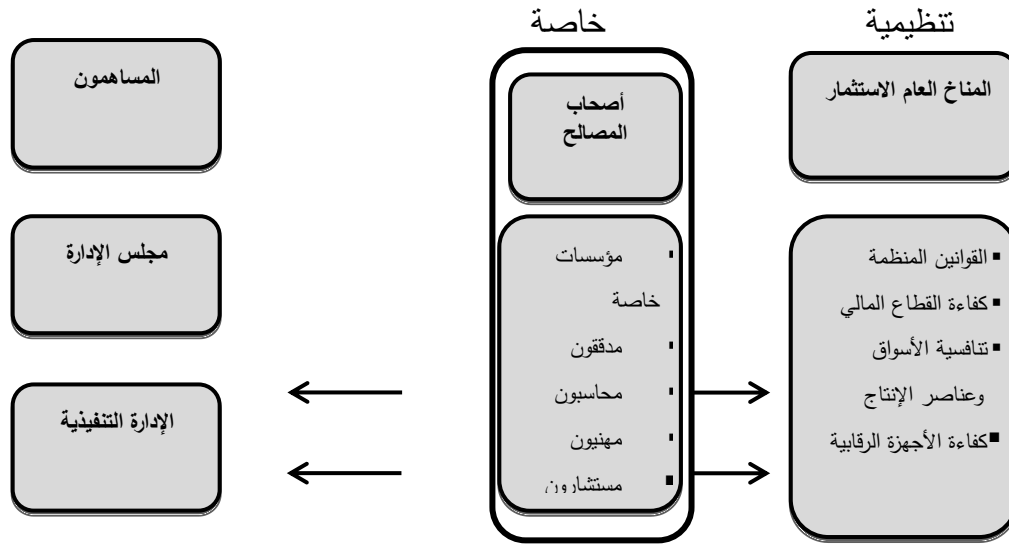 تنظيمية
المناخ العام الاستثمار
▪ القوانين المنظمة
▪ كفاءة القطاع المالي
▪ تنافسية الأسواق
وعناصر الإنتاج
▪ كفاءة الأجهزة الرقابية
خاصة
أصحاب
المصالح
▪ مؤسسات
خاصة
▪ مدققون
▪ محاسبون
▪ مهنيون
▪ مستشارون
المساهمون
مجلس الإدارة
الإدارة التنفيذية